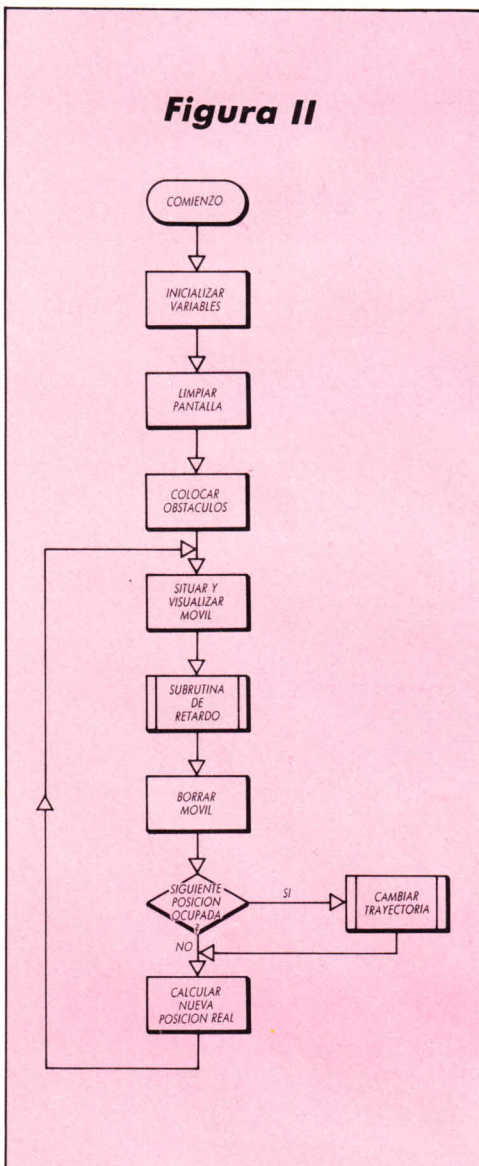 Figura II
COMIENZO
INICIALIZAR
VARIABLES
LIMPIAR
PANTALLA
COLOCAR
OBSTACULOS
SITUAR Y
VISUALIZAR
MOVIL
SUBRUTINA
DE
RETARDO
BORRAR
MOVIL
SIGUIENTE
POSICION
OCUPADA
?
SI
CAMBIAR
TRAYECTORIA
NO
CALCULAR
NUEVA
POSICION REAL